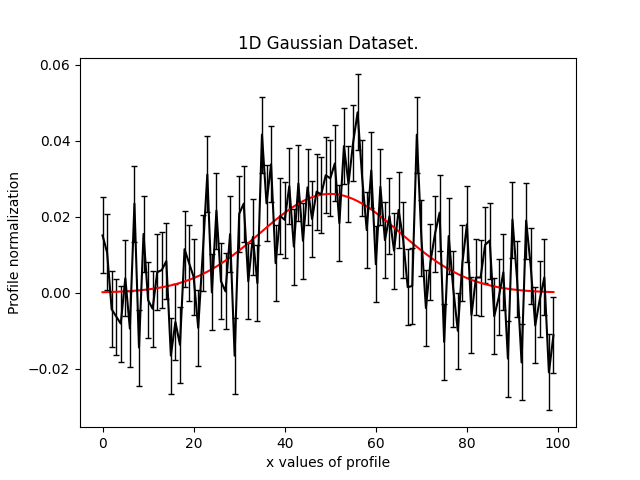 1D Gaussian Dataset.
0.06
0.04
0.02
0.00
−0.02
Profile normalization
0 20 40 60 80 100
x values of profile